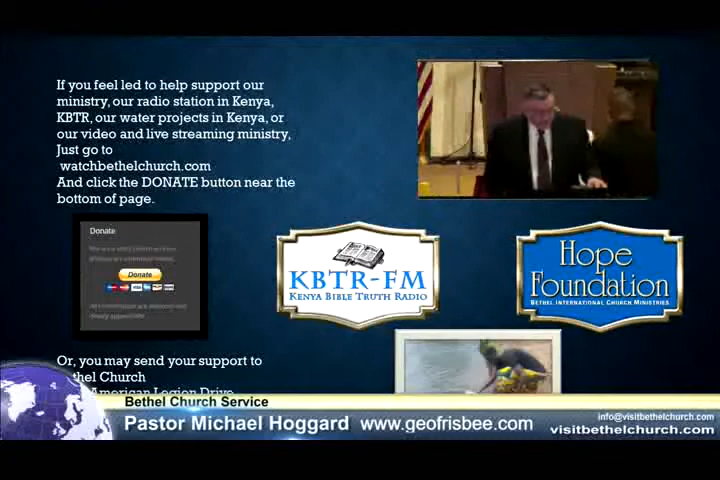 If you feel led to help support our
ministry, our radio station in Kenya,
KBTR, our water projects in Kenya, or
our video and live streaming ministry,
Just go to
watchbethelchurch.com
And click the DONATE button near the
bottom of page.
Donate
Donate
KBTR-FM
KENYA BIBLE TRUTH RADIO
Hope
Foundation
BETHEL INTERNATIONAL CHURCH MINISTRIES
Or, you may send your support to
thel Church
American Legion Drive
Bethel Church Service
Pastor Michael Hoggard www.geofrisbee.com
info@visitbethelchurch.com
visitbethelchurch.com